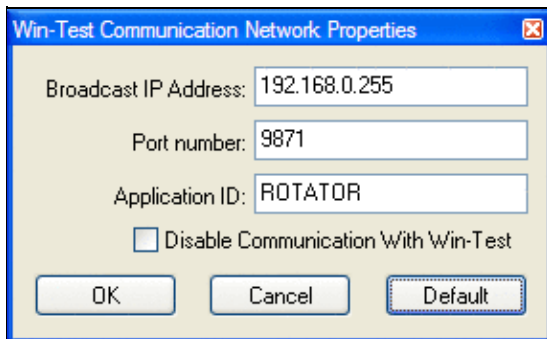 Win-Test Communication Network Properties
Broadcast IP Address: 192.168.0.255
Port number: 9871
Application ID: ROTATOR
Disable Communication With Win-Test
OK Cancel Default